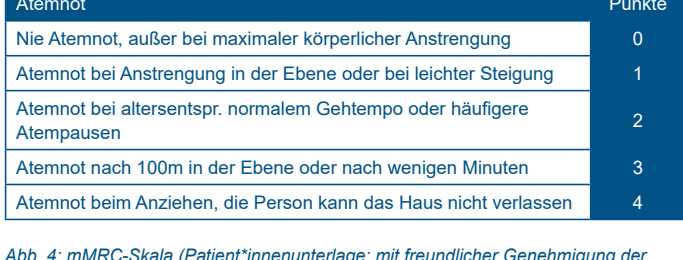 Atemnot Punkte
Nie Atemnot, außer bei maximaler körperlicher Anstrengung 0
Atemnot bei Anstrengung in der Ebene oder bei leichter Steigung 1
Atemnot bei altersentspr. normalem Gehtempo oder häufigere
Atempausen 2
Atemnot nach 100m in der Ebene oder nach wenigen Minuten 3
Atemnot beim Anziehen, die Person kann das Haus nicht verlassen 4
Abb. 4: mMRC-Skala (Patient*innenunterlage; mit freundlicher Genehmigung der